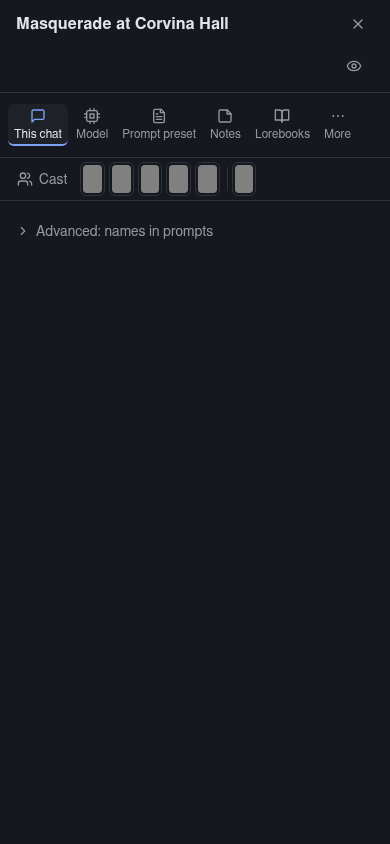 Masquerade at Corvina Hall
This chat
Model
Prompt preset
Notes
Lorebooks
More
Cast
Advanced: names in prompts